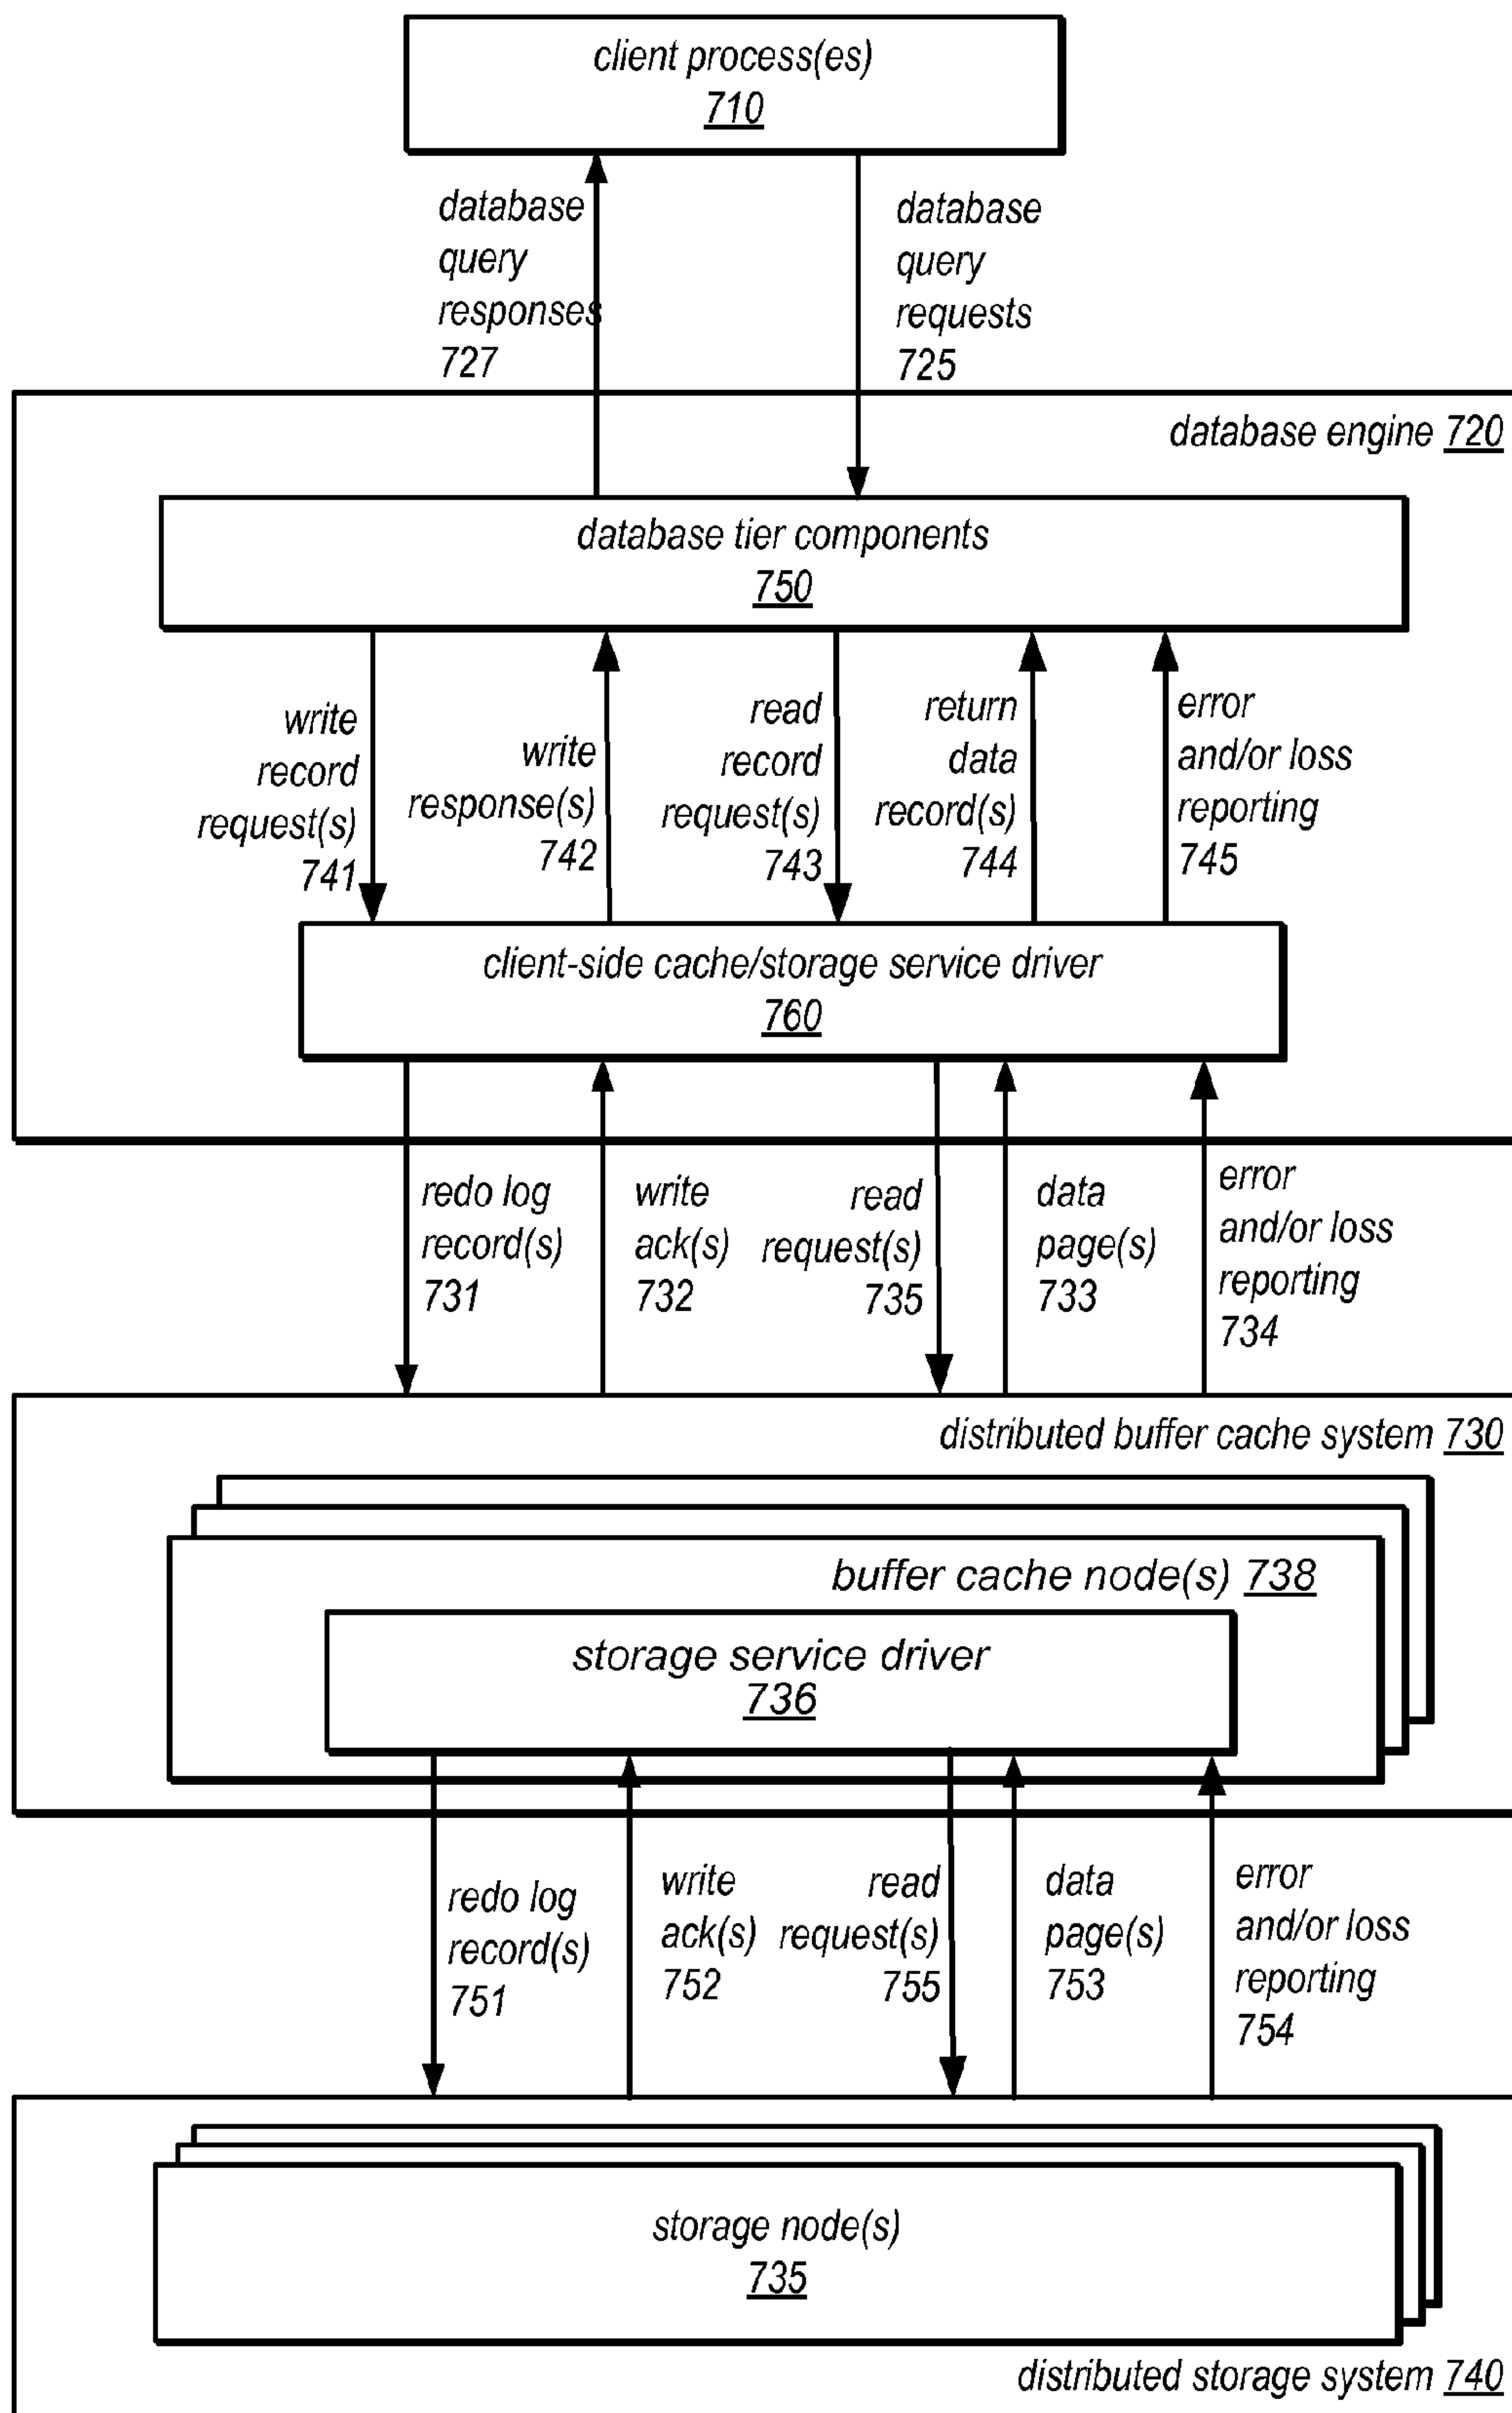 client process(es)
710
database
query
responses
727
database
query
requests
725
database engine 720
database tier components
750
write
record
request(s)
741
write
response(s)
742
read
record
request(s)
743
return
data
record(s)
744
error
and/or loss
reporting
745
client-side cache/storage service driver
760
redo log
record(s)
731
write
ack(s)
732
read
request(s)
735
data
page(s)
733
error
and/or loss
reporting
734
distributed buffer cache system 730
buffer cache node(s) 738
storage service driver
736
redo log
record(s)
751
write
ack(s)
752
read
request(s)
755
data
page(s)
753
error
and/or loss
reporting
754
storage node(s)
735
distributed storage system 740